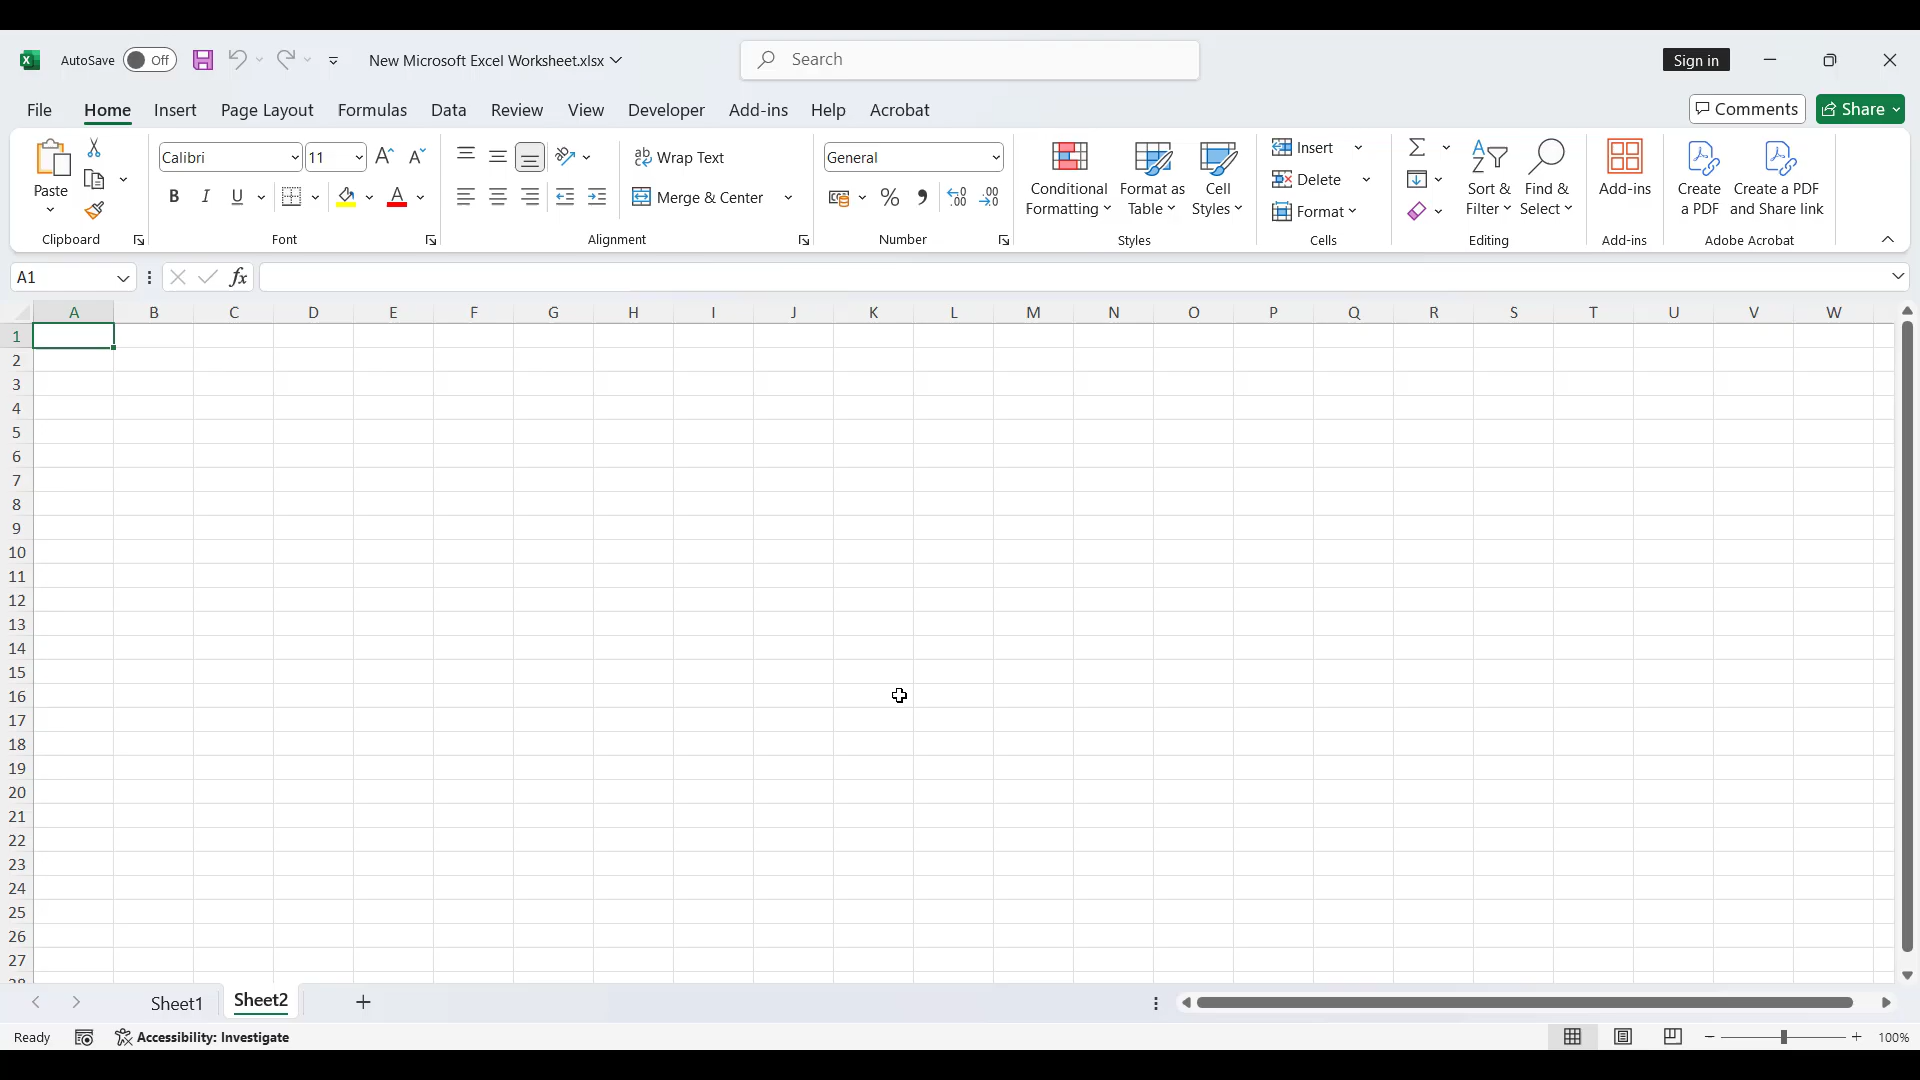 AutoSave Off New Microsoft Excel Worksheet.xlsx Search Sign in
File Home Insert Page Layout Formulas Data Review View Developer Add-ins Help Acrobat Comments Share
Paste
Clipboard
Calibri 11
B I U A
Font
Wrap Text
Merge & Center
Alignment
General
%
Number
Conditional
Formatting
Format as
Table
Cell
Styles
Styles
Insert
Delete
Format
Cells
Sort &
Filter
Find &
Select
Editing
Add-ins
Add-ins
Create
a PDF
Create a PDF
and Share link
Adobe Acrobat
A1 fx
A B C D E F G H I J K L M N O P Q R S T U V W
1
2
3
4
5
6
7
8
9
10
11
12
13
14
15
16
17
18
19
20
21
22
23
24
25
26
27
28
Sheet1 Sheet2
Ready Accessibility: Investigate 100%